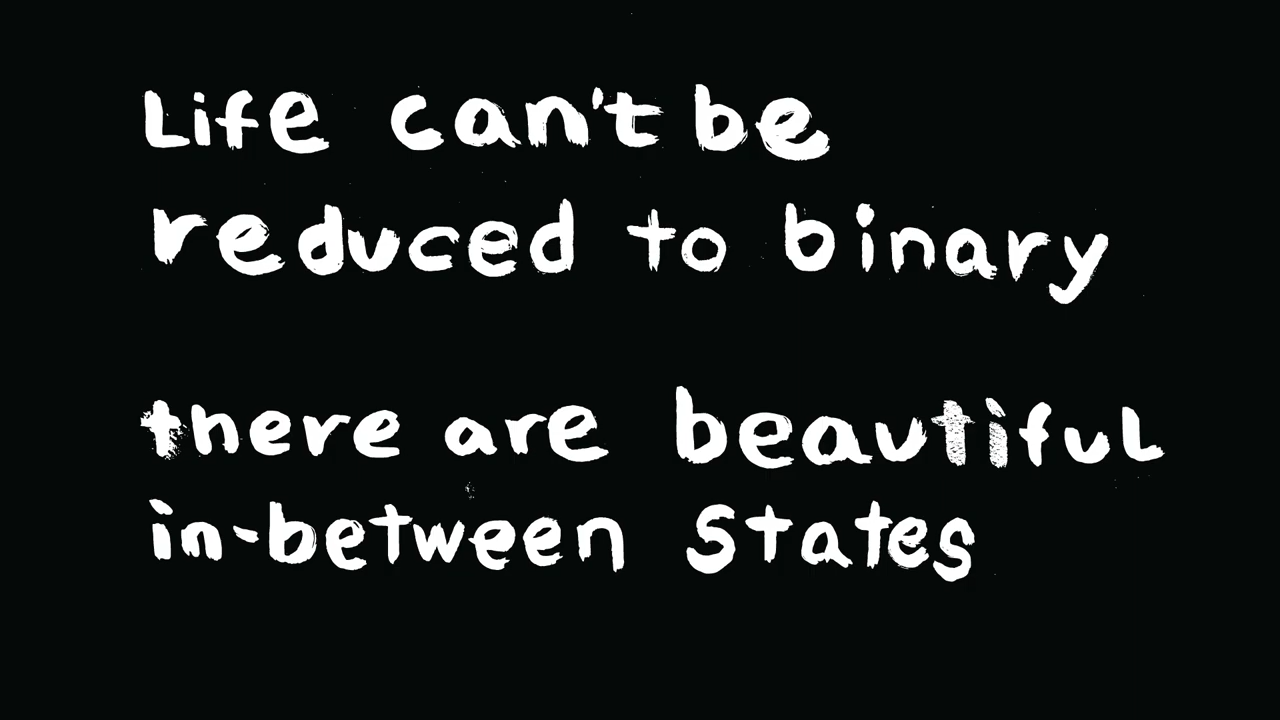 Life can't be
reduced to binary
there are beautiful
in-between States